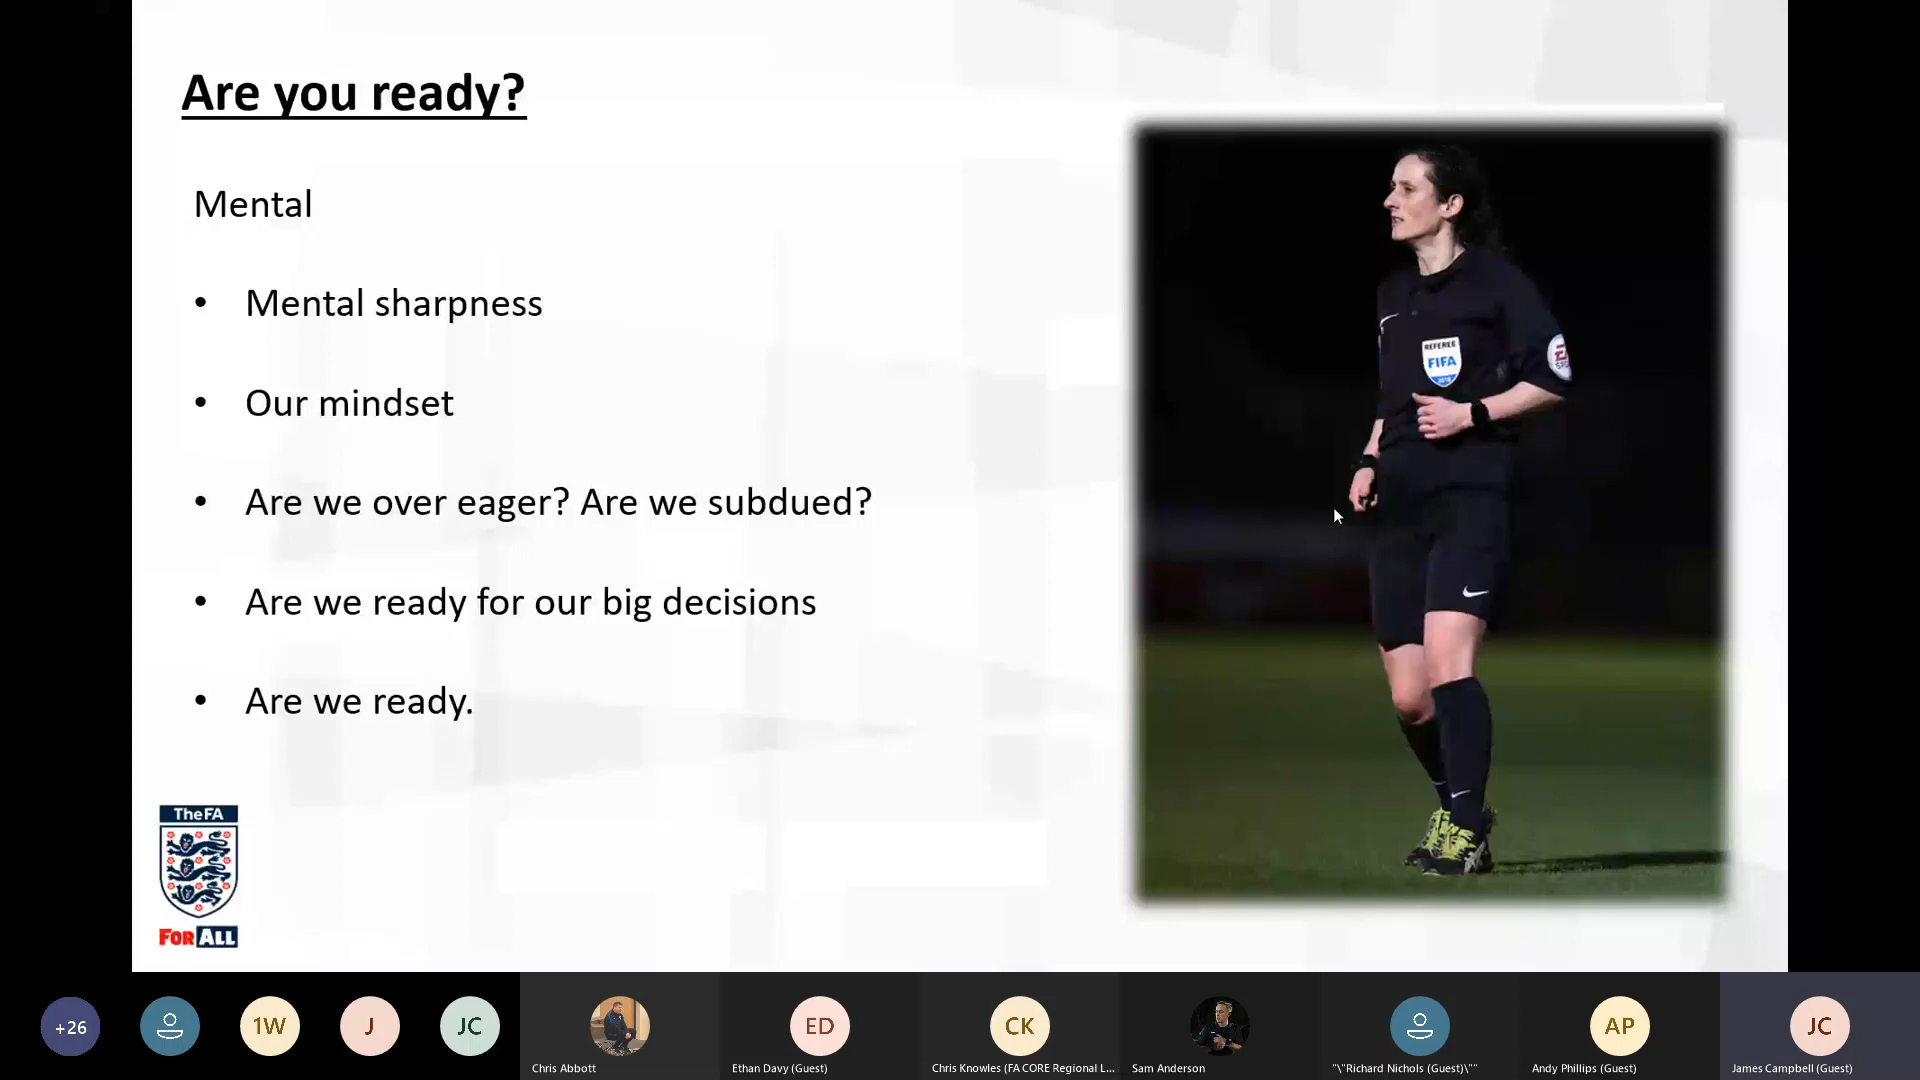 Are you ready?
Mental
• Mental sharpness
• Our mindset
• Are we over eager? Are we subdued?
• Are we ready for our big decisions
• Are we ready.
REFEREE
FIFA
TheFA
FOR ALL
+26
1W
J
JC
Chris Abbott
ED
Ethan Davy (Guest)
CK
Chris Knowles (FA CORE Regional L...
Sam Anderson
"\"Richard Nichols (Guest)\""
AP
Andy Phillips (Guest)
JC
James Campbell (Guest)